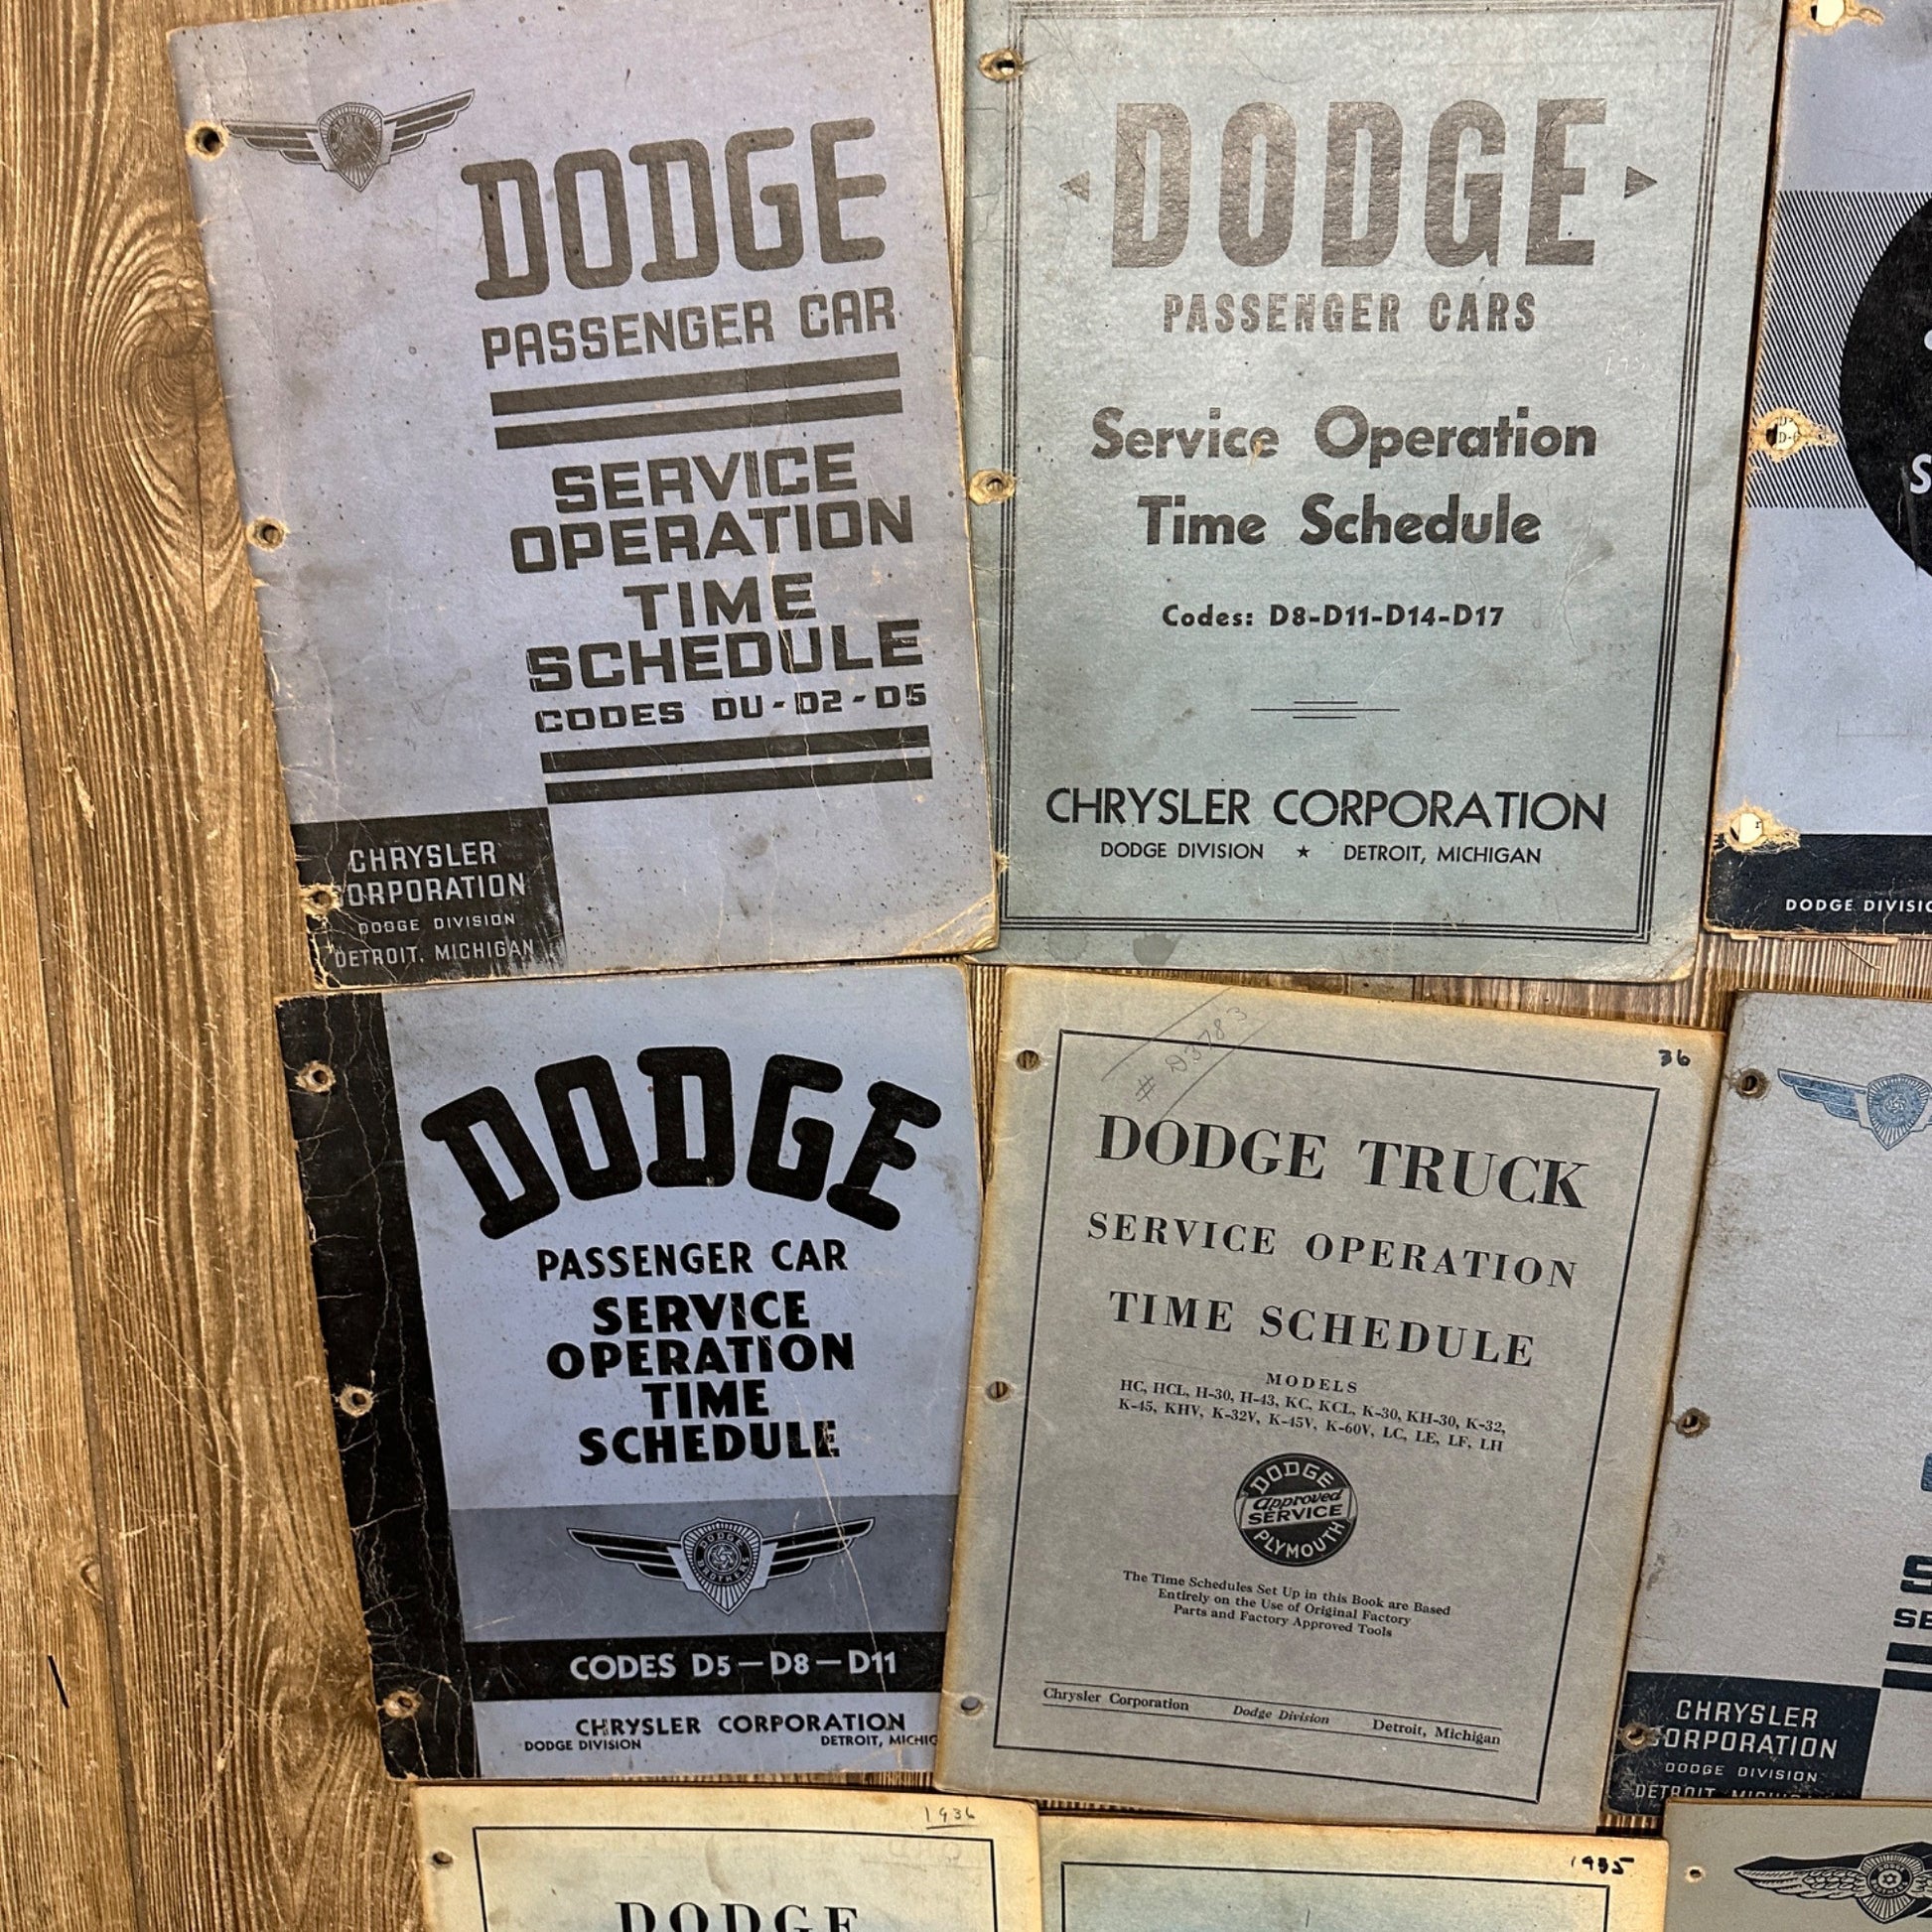 DODGE
PASSENGER CAR
SERVICE
OPERATION
TIME
SCHEDULE
CODES DU-D2-D5
CHRYSLER
CORPORATION
DODGE DIVISION
DETROIT, MICHIGAN
DODGE
PASSENGER CARS
Service Operation
Time Schedule
Codes: D8-D11-D14-D17
CHRYSLER CORPORATION
DODGE DIVISION ★ DETROIT, MICHIGAN
DODGE
DODGE
PASSENGER CAR
SERVICE
OPERATION
TIME
SCHEDULE
DODGE BROTHERS
CODES D5—D8—D11
CHRYSLER CORPORATION
DODGE DIVISION DETROIT, MICHIG
# D3783
36
DODGE TRUCK
SERVICE OPERATION
TIME SCHEDULE
MODELS
HC, HCL, H-30, H-43, KC, KCL, K-30, KH-30, K-32,
K-45, KHV, K-32V, K-45V, K-60V, LC, LE, LF, LH
DODGE
Approved
SERVICE
PLYMOUTH
The Time Schedules Set Up in this Book are Based
Entirely on the Use of Original Factory
Parts and Factory Approved Tools
Chrysler Corporation Dodge Division Detroit, Michigan
CHRYSLER
CORPORATION
DODGE DIVISION
DETROIT, MICHIG
1936
DODGE
1935